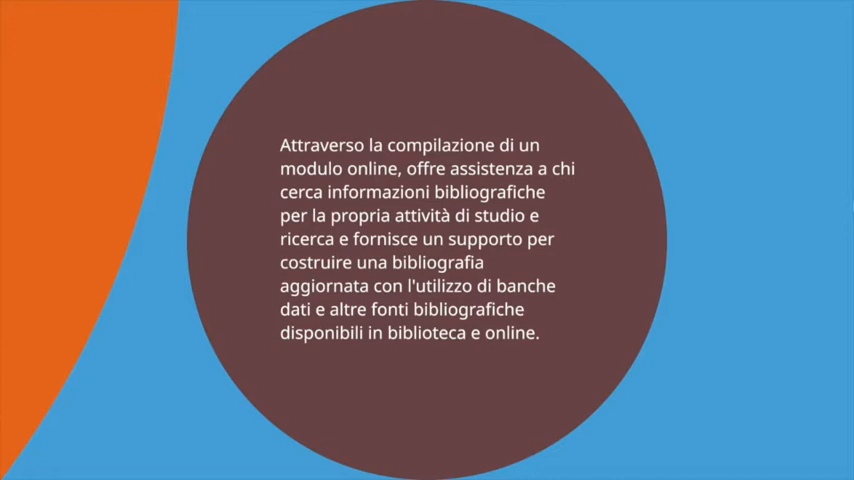 Attraverso la compilazione di un
modulo online, offre assistenza a chi
cerca informazioni bibliografiche
per la propria attività di studio e
ricerca e fornisce un supporto per
costruire una bibliografia
aggiornata con l'utilizzo di banche
dati e altre fonti bibliografiche
disponibili in biblioteca e online.